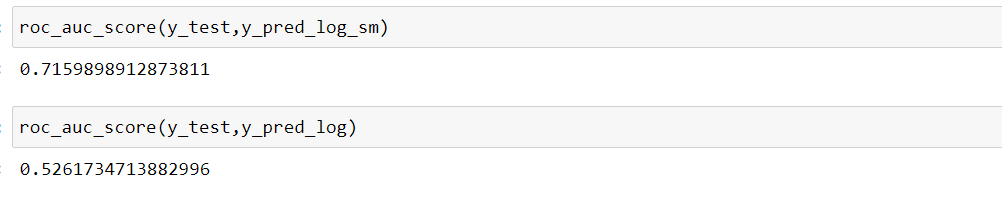 roc_auc_score(y_test,y_pred_log_sm)
0.7159898912873811
roc_auc_score(y_test,y_pred_log)
0.5261734713882996